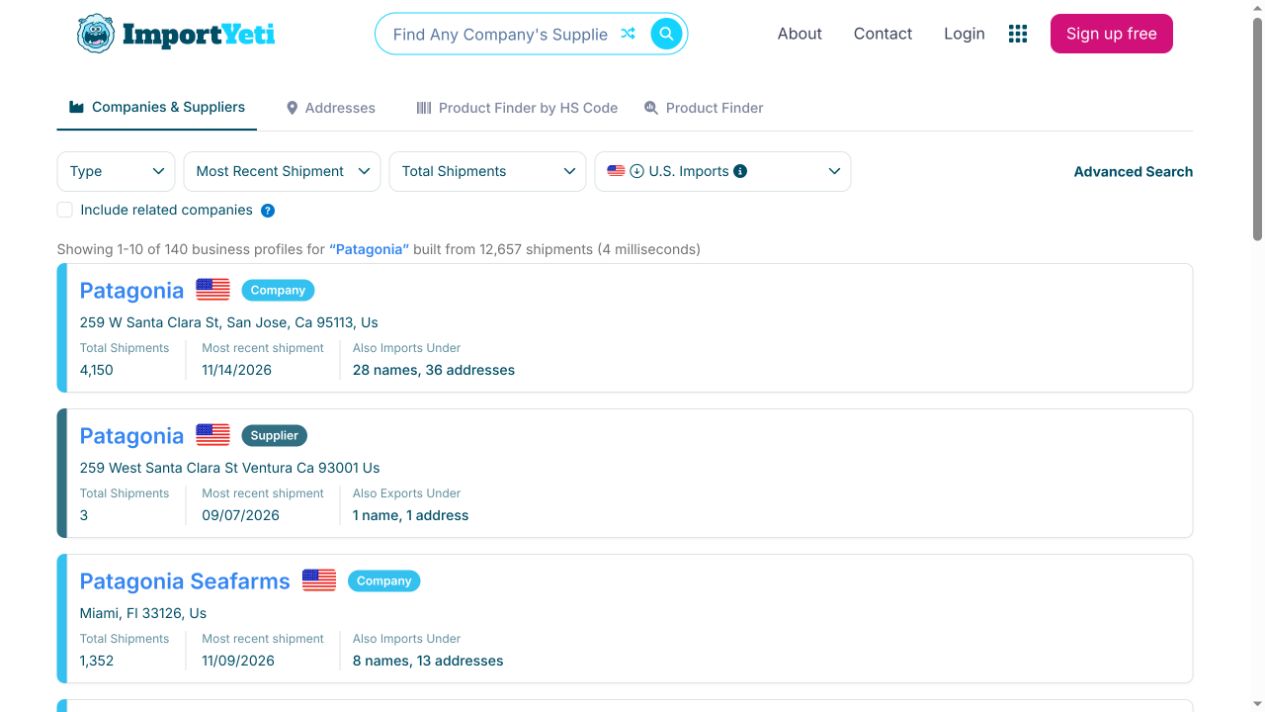 ImportYeti
Find Any Company's Supplie
About
Contact
Login
Sign up free
Companies & Suppliers
Addresses
Product Finder by HS Code
Product Finder
Type
Most Recent Shipment
Total Shipments
U.S. Imports
Advanced Search
Include related companies
Showing 1-10 of 140 business profiles for “Patagonia” built from 12,657 shipments (4 milliseconds)
Patagonia
Company
259 W Santa Clara St, San Jose, Ca 95113, Us
Total Shipments
Most recent shipment
Also Imports Under
4,150
11/14/2026
28 names, 36 addresses
Patagonia
Supplier
259 West Santa Clara St Ventura Ca 93001 Us
Total Shipments
Most recent shipment
Also Exports Under
3
09/07/2026
1 name, 1 address
Patagonia Seafarms
Company
Miami, Fl 33126, Us
Total Shipments
Most recent shipment
Also Imports Under
1,352
11/09/2026
8 names, 13 addresses